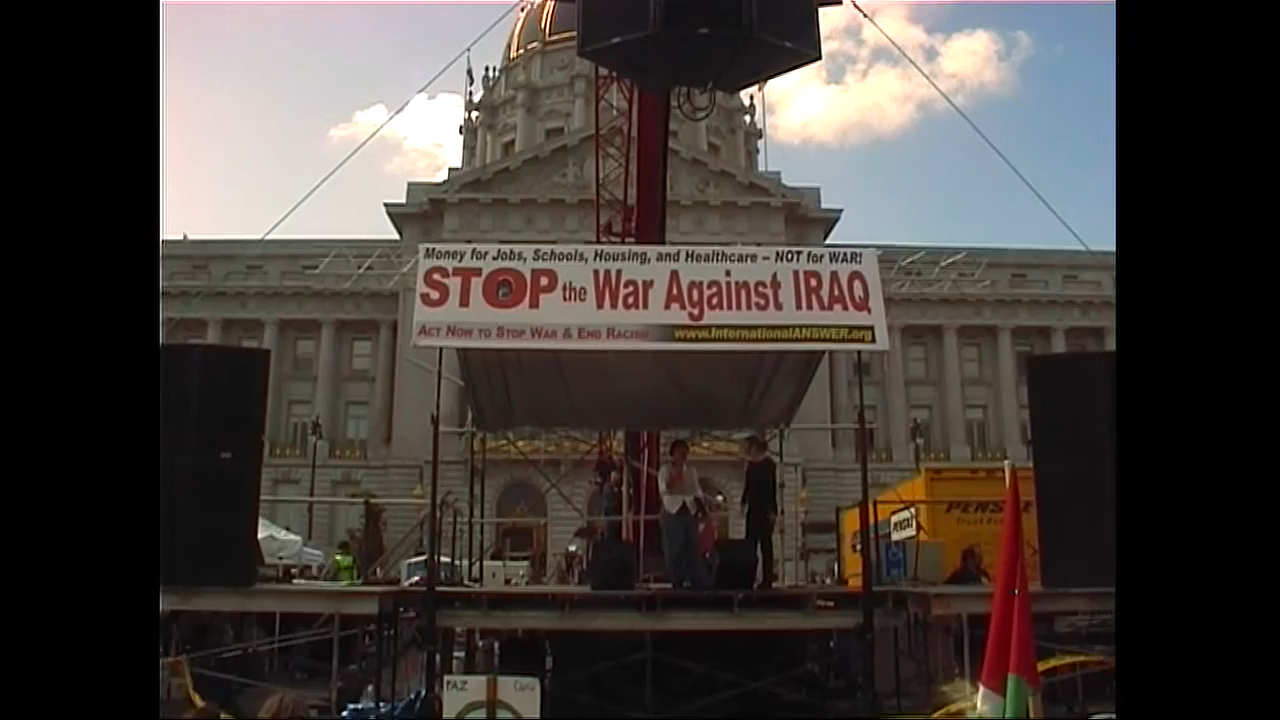 Money for Jobs, Schools, Housing, and Healthcare – NOT for WAR!
STOP the War Against IRAQ
ACT NOW TO STOP WAR & END RACISM
www.InternationalANSWER.org
PENSKE
PENSKE
PAZ